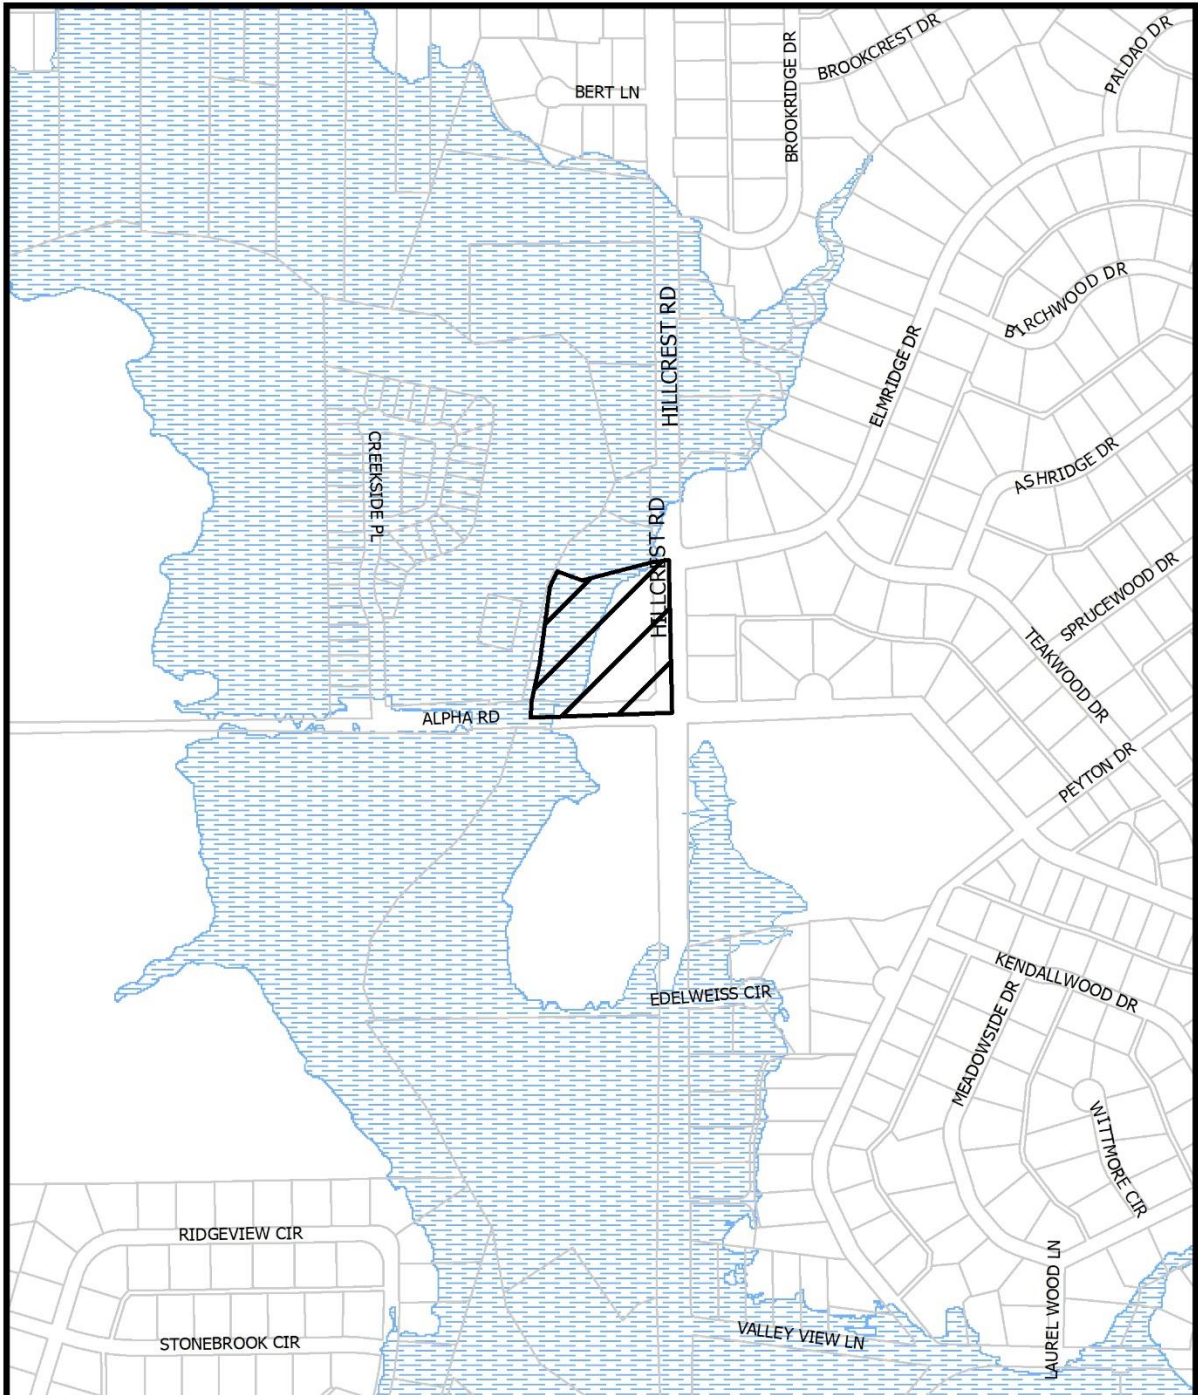 BROOKCREST DR
PALDAO DR
BERT LN
BROOKRIDGE DR
BIRCHWOOD DR
HILLCREST RD
ELMRIDGE DR
CREEKSIDE PL
ASHRIDGE DR
HILLCREST RD
SPRUCEWOOD DR
TEAKWOOD DR
ALPHA RD
PEYTON DR
KENDALLWOOD DR
EDELWEISS CIR
MEADOWSIDE DR
WITTMORE CIR
RIDGEVIEW CIR
LAUREL WOOD LN
VALLEY VIEW LN
STONEBROOK CIR